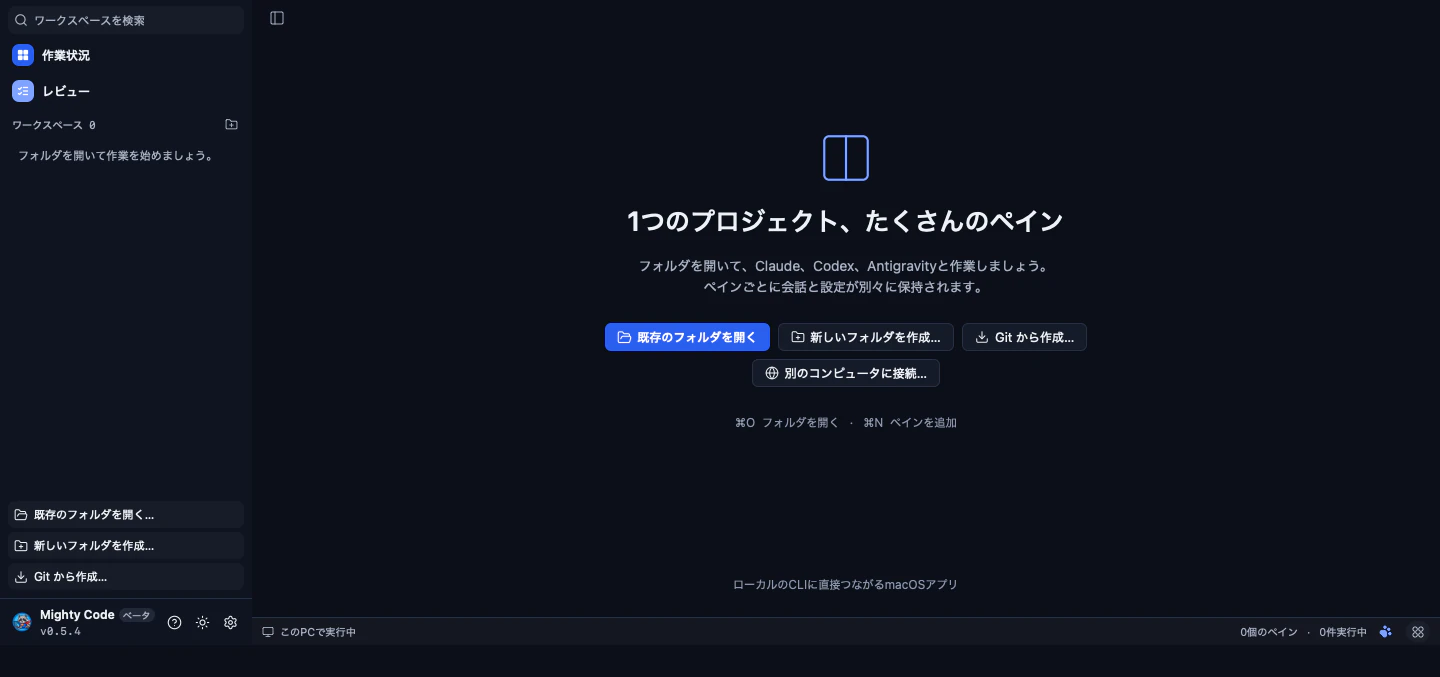 ワークスペースを検索
作業状況
レビュー
ワークスペース 0
フォルダを開いて作業を始めましょう。
既存のフォルダを開く...
新しいフォルダを作成...
Git から作成...
Mighty Code ベータ
v0.5.4
1つのプロジェクト、たくさんのペイン
フォルダを開いて、Claude、Codex、Antigravityと作業しましょう。
ペインごとに会話と設定が別々に保持されます。
既存のフォルダを開く
新しいフォルダを作成...
Git から作成...
別のコンピュータに接続...
⌘O フォルダを開く · ⌘N ペインを追加
ローカルのCLIに直接つながるmacOSアプリ
このPCで実行中
0個のペイン · 0件実行中